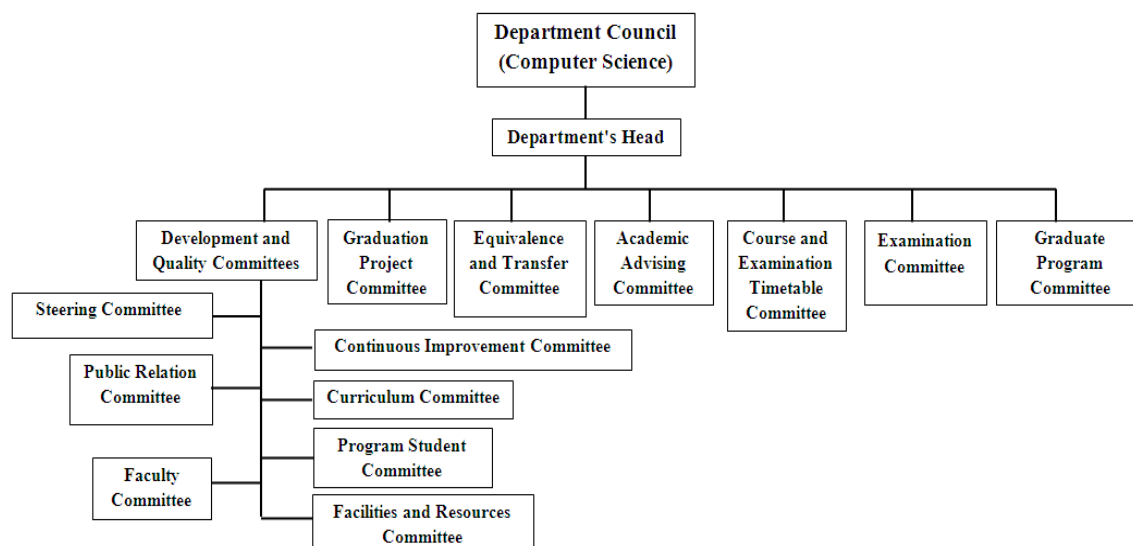 Department Council
(Computer Science)
Department's Head
Development and
Quality Committees
Graduation
Project
Committee
Equivalence
and Transfer
Committee
Academic
Advising
Committee
Course and
Examination
Timetable
Committee
Examination
Committee
Graduate
Program
Committee
Steering Committee
Continuous Improvement Committee
Public Relation
Committee
Curriculum Committee
Program Student
Committee
Faculty
Committee
Facilities and Resources
Committee